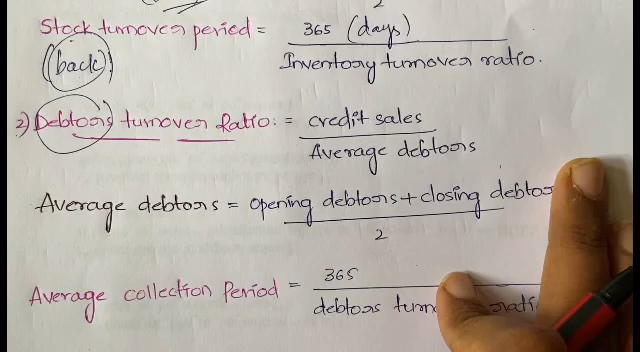 2
Stock turnover period = 365 (days)
(back) Inventory turnover ratio.
2) Debtors turnover Ratio: = credit sales
Average debtors
Average debtors = opening debtors + closing
2
Average collection Period = 365
debtors